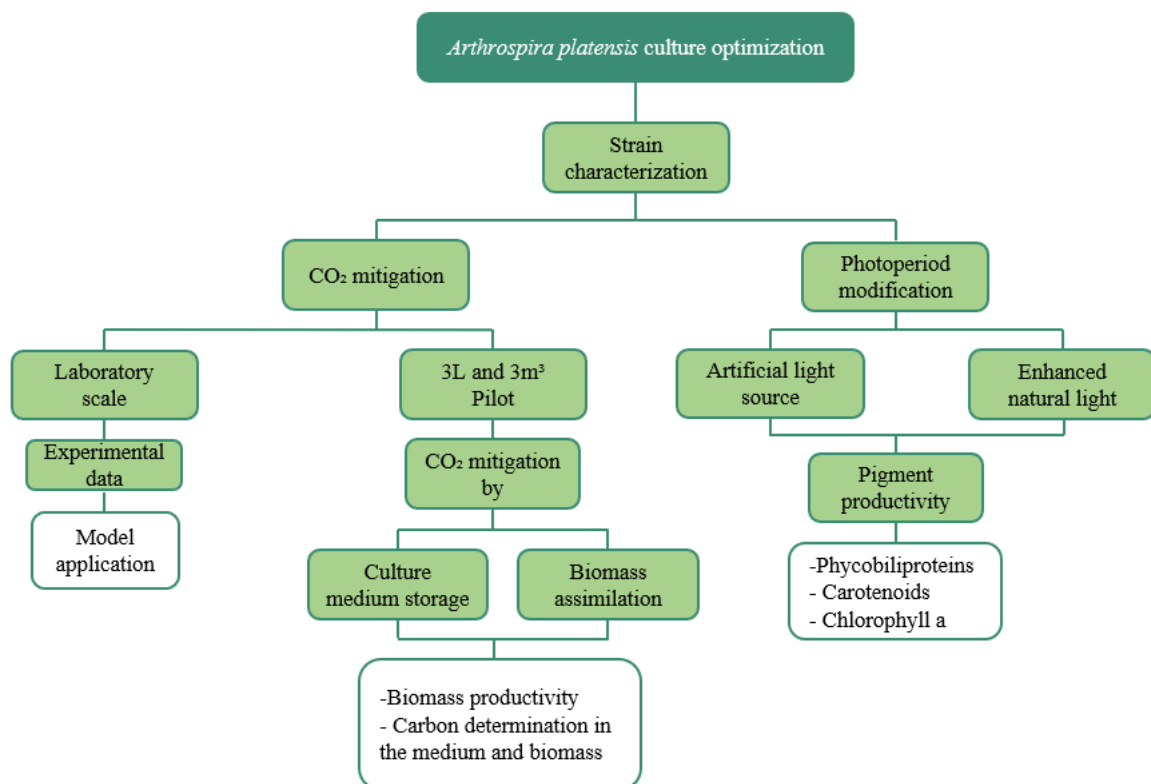 Arthrospira platensis culture optimization
Strain
characterization
CO₂ mitigation
Photoperiod
modification
Laboratory
scale
3L and 3m³
Pilot
Artificial light
source
Enhanced
natural light
Experimental
data
CO₂ mitigation
by
Pigment
productivity
Model
application
Culture
medium storage
Biomass
assimilation
-Phycobiliproteins
- Carotenoids
- Chlorophyll a
-Biomass productivity
- Carbon determination in
the medium and biomass